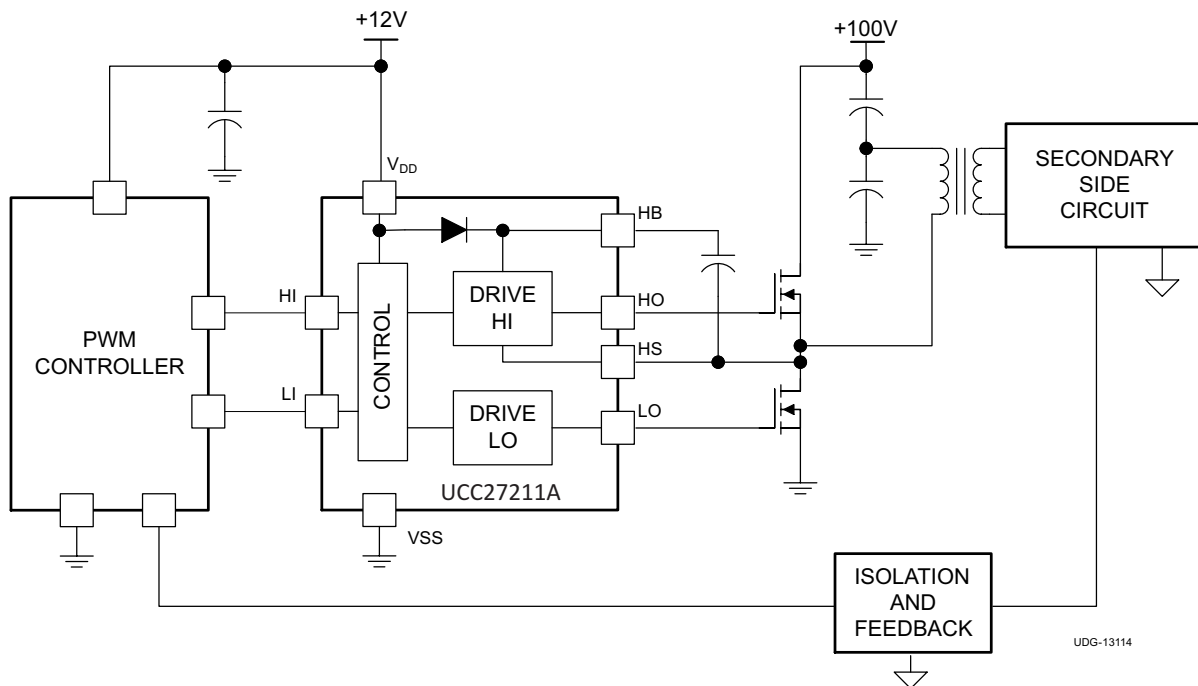 +12V
+100V
SECONDARY
SIDE
CIRCUIT
VDD
HB
HI
DRIVE
HI
HO
PWM
CONTROLLER
CONTROL
HS
LI
DRIVE
LO
LO
UCC27211A
VSS
ISOLATION
AND
FEEDBACK
UDG-13114